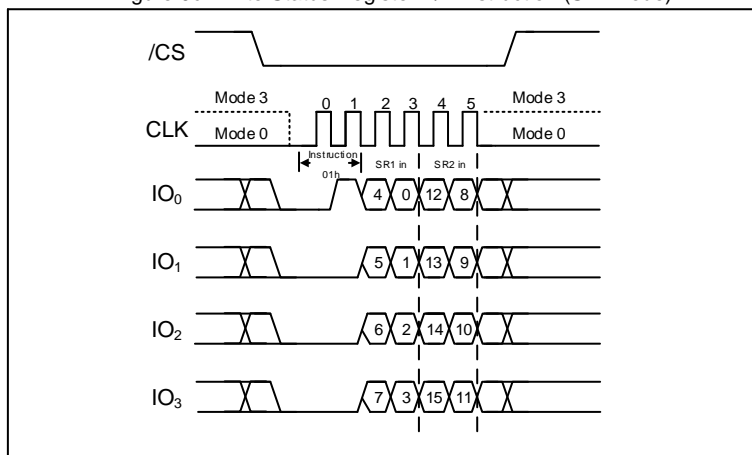 /CS
Mode 3 0 1 2 3 4 5 Mode 3
CLK Mode 0 Mode 0
Instruction SR1 in SR2 in
01h
IO0 4 0 12 8
IO1 5 1 13 9
IO2 6 2 14 10
IO3 7 3 15 11